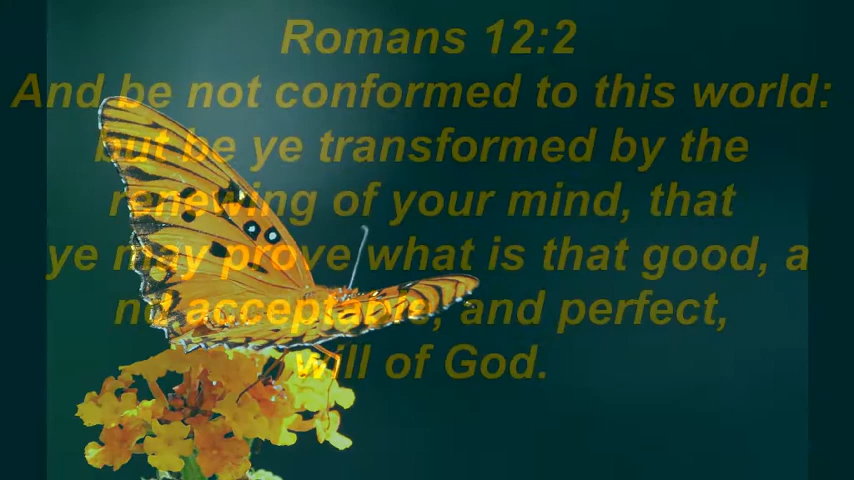 Romans 12:2
And be not conformed to this world:
but be ye transformed by the
renewing of your mind, that
ye may prove what is that good, a
nd acceptable, and perfect,
will of God.